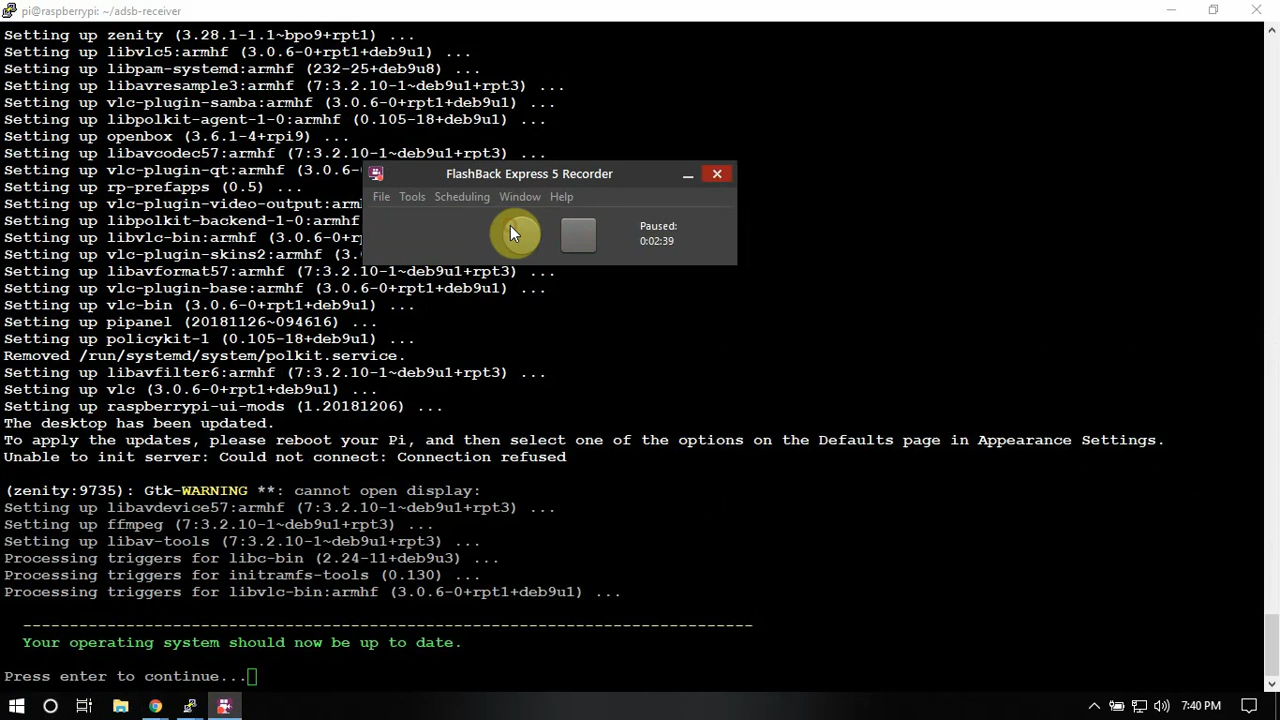 pi@raspberrypi: ~/adsb-receiver
Setting up zenity (3.28.1-1.1~bpo9+rpt1) ...
Setting up libvlc5:armhf (3.0.6-0+rpt1+deb9u1) ...
Setting up libpam-systemd:armhf (232-25+deb9u8) ...
Setting up libavresample3:armhf (7:3.2.10-1~deb9u1+rpt3) ...
Setting up vlc-plugin-samba:armhf (3.0.6-0+rpt1+deb9u1) ...
Setting up libpolkit-agent-1-0:armhf (0.105-18+deb9u1) ...
Setting up openbox (3.6.1-4+rpi9) ...
Setting up libavcodec57:armhf (7:3.2.10-1~deb9u1+rpt3) ...
Setting up vlc-plugin-qt:armhf (3.0.6-
Setting up rp-prefapps (0.5) ...
Setting up vlc-plugin-video-output:armhf
Setting up libpolkit-backend-1-0:armhf
Setting up libvlc-bin:armhf (3.0.6-0+rpt1
Setting up vlc-plugin-skins2:armhf (3.
Setting up libavformat57:armhf (7:3.2.10-1~deb9u1+rpt3) ...
Setting up vlc-plugin-base:armhf (3.0.6-0+rpt1+deb9u1) ...
Setting up vlc-bin (3.0.6-0+rpt1+deb9u1) ...
Setting up pipanel (20181126~094616) ...
Setting up policykit-1 (0.105-18+deb9u1) ...
Removed /run/systemd/system/polkit.service.
Setting up libavfilter6:armhf (7:3.2.10-1~deb9u1+rpt3) ...
Setting up vlc (3.0.6-0+rpt1+deb9u1) ...
Setting up raspberrypi-ui-mods (1.20181206) ...
The desktop has been updated.
To apply the updates, please reboot your Pi, and then select one of the options on the Defaults page in Appearance Settings.
Unable to init server: Could not connect: Connection refused
(zenity:9735): Gtk-WARNING **: cannot open display:
Setting up libavdevice57:armhf (7:3.2.10-1~deb9u1+rpt3) ...
Setting up ffmpeg (7:3.2.10-1~deb9u1+rpt3) ...
Setting up libav-tools (7:3.2.10-1~deb9u1+rpt3) ...
Processing triggers for libc-bin (2.24-11+deb9u3) ...
Processing triggers for initramfs-tools (0.130) ...
Processing triggers for libvlc-bin:armhf (3.0.6-0+rpt1+deb9u1) ...
------------------------------------------------------------------------------
Your operating system should now be up to date.
Press enter to continue...
FlashBack Express 5 Recorder
File Tools Scheduling Window Help
Paused:
0:02:39
7:40 PM